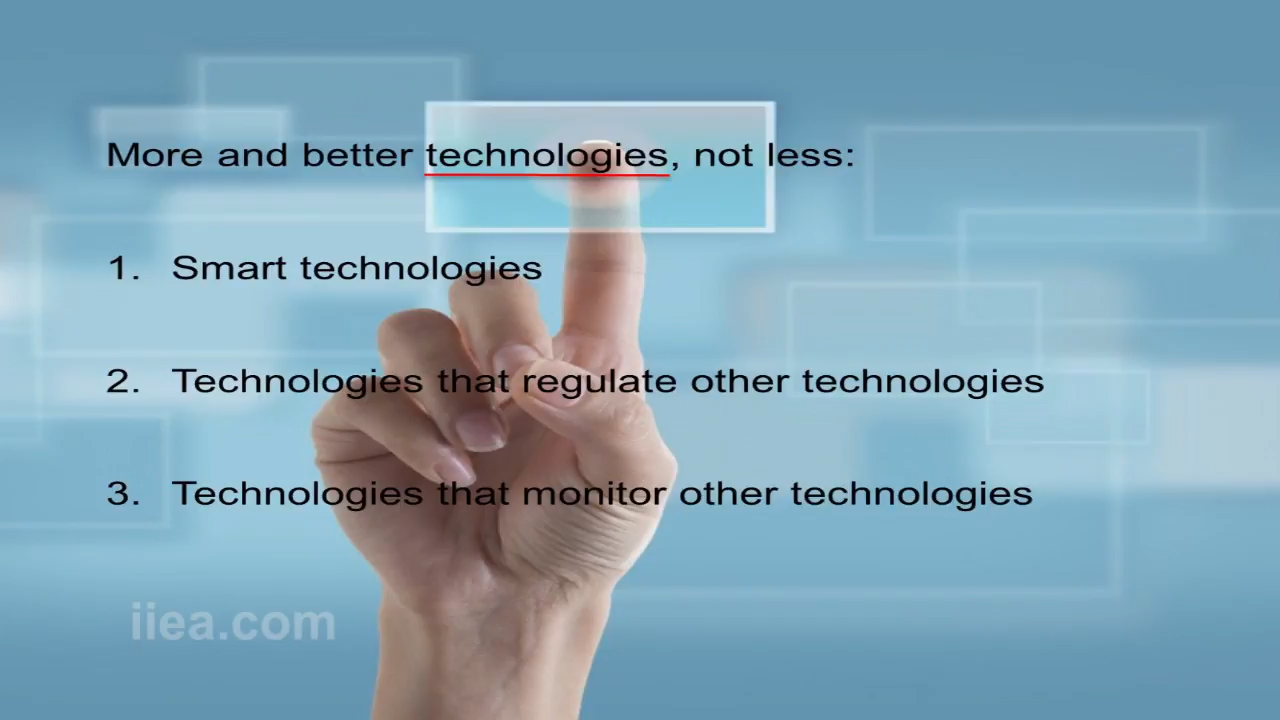 More and better technologies, not less:
1. Smart technologies
2. Technologies that regulate other technologies
3. Technologies that monitor other technologies
iiea.com